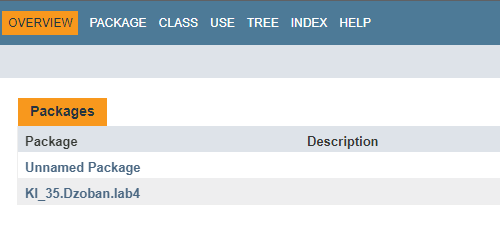 OVERVIEW PACKAGE CLASS USE TREE INDEX HELP
Packages
Package Description
Unnamed Package
KI_35.Dzoban.lab4